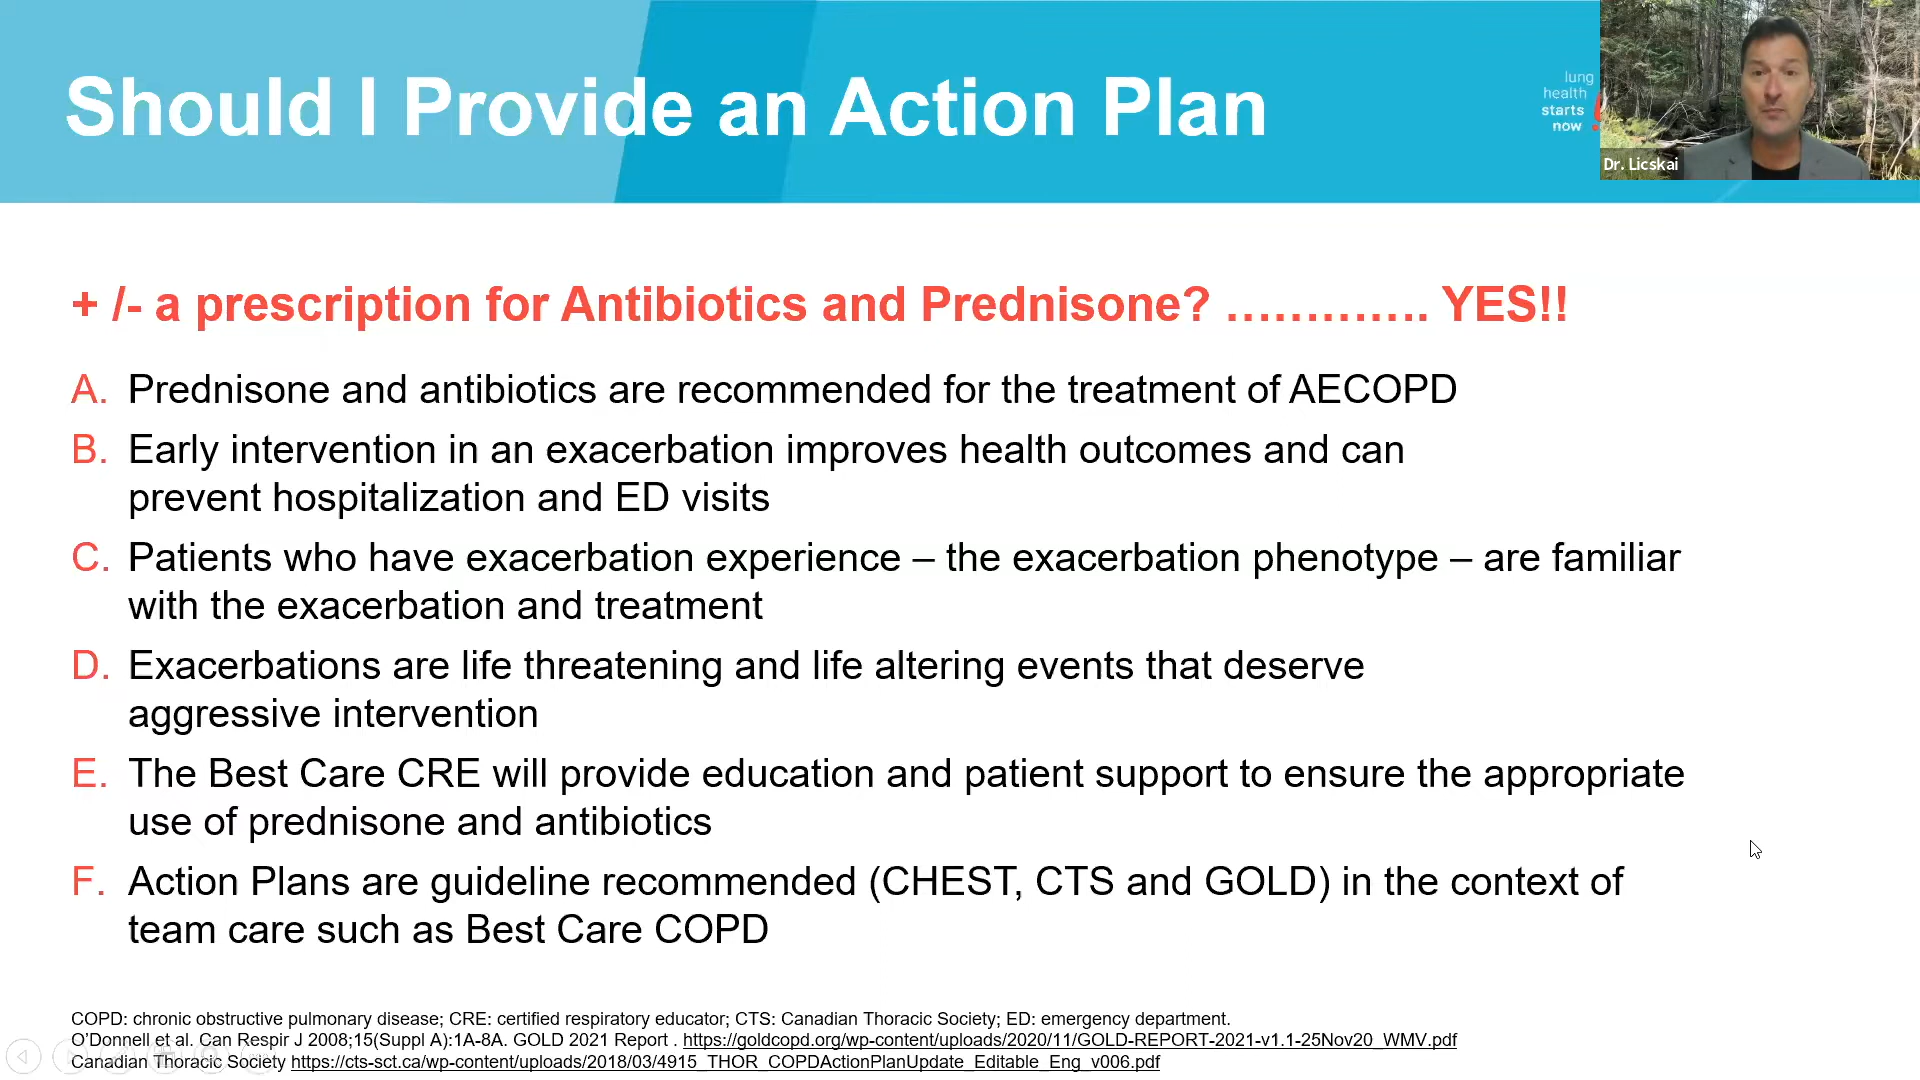 Should I Provide an Action Plan
lung
health
starts
now
Dr. Licskai
+ /- a prescription for Antibiotics and Prednisone? …………. YES!!
A. Prednisone and antibiotics are recommended for the treatment of AECOPD
B. Early intervention in an exacerbation improves health outcomes and can
prevent hospitalization and ED visits
C. Patients who have exacerbation experience – the exacerbation phenotype – are familiar
with the exacerbation and treatment
D. Exacerbations are life threatening and life altering events that deserve
aggressive intervention
E. The Best Care CRE will provide education and patient support to ensure the appropriate
use of prednisone and antibiotics
F. Action Plans are guideline recommended (CHEST, CTS and GOLD) in the context of
team care such as Best Care COPD
COPD: chronic obstructive pulmonary disease; CRE: certified respiratory educator; CTS: Canadian Thoracic Society; ED: emergency department.
O’Donnell et al. Can Respir J 2008;15(Suppl A):1A-8A. GOLD 2021 Report . https://goldcopd.org/wp-content/uploads/2020/11/GOLD-REPORT-2021-v1.1-25Nov20_WMV.pdf
Canadian Thoracic Society https://cts-sct.ca/wp-content/uploads/2018/03/4915_THOR_COPDActionPlanUpdate_Editable_Eng_v006.pdf